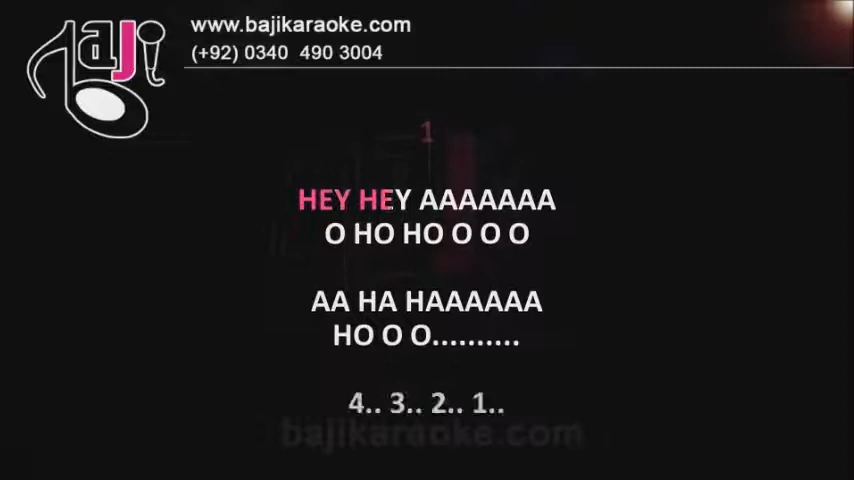 Baji
www.bajikaraoke.com
(+92) 0340 490 3004
1
HEY HEY AAAAAAA
O HO HO O O O
AA HA HAAAAAA
HO O O..........
4.. 3.. 2.. 1..
bajikaraoke.com